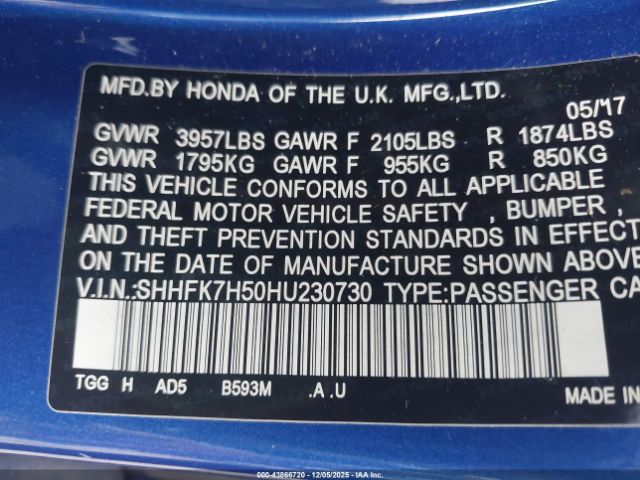 MFD.BY HONDA OF THE U.K. MFG.,LTD.
05/17
GVWR 3957LBS GAWR F 2105LBS R 1874LBS
GVWR 1795KG GAWR F 955KG R 850KG
THIS VEHICLE CONFORMS TO ALL APPLICABLE
FEDERAL MOTOR VEHICLE SAFETY , BUMPER ,
AND THEFT PREVENTION STANDARDS IN EFFECT
ON THE DATE OF MANUFACTURE SHOWN ABOVE
V.I.N.:SHHFK7H50HU230730 TYPE:PASSENGER CA
TGG H AD5 B593M .A .U
MADE IN
000-43866720 - 12/05/2025 - IAA